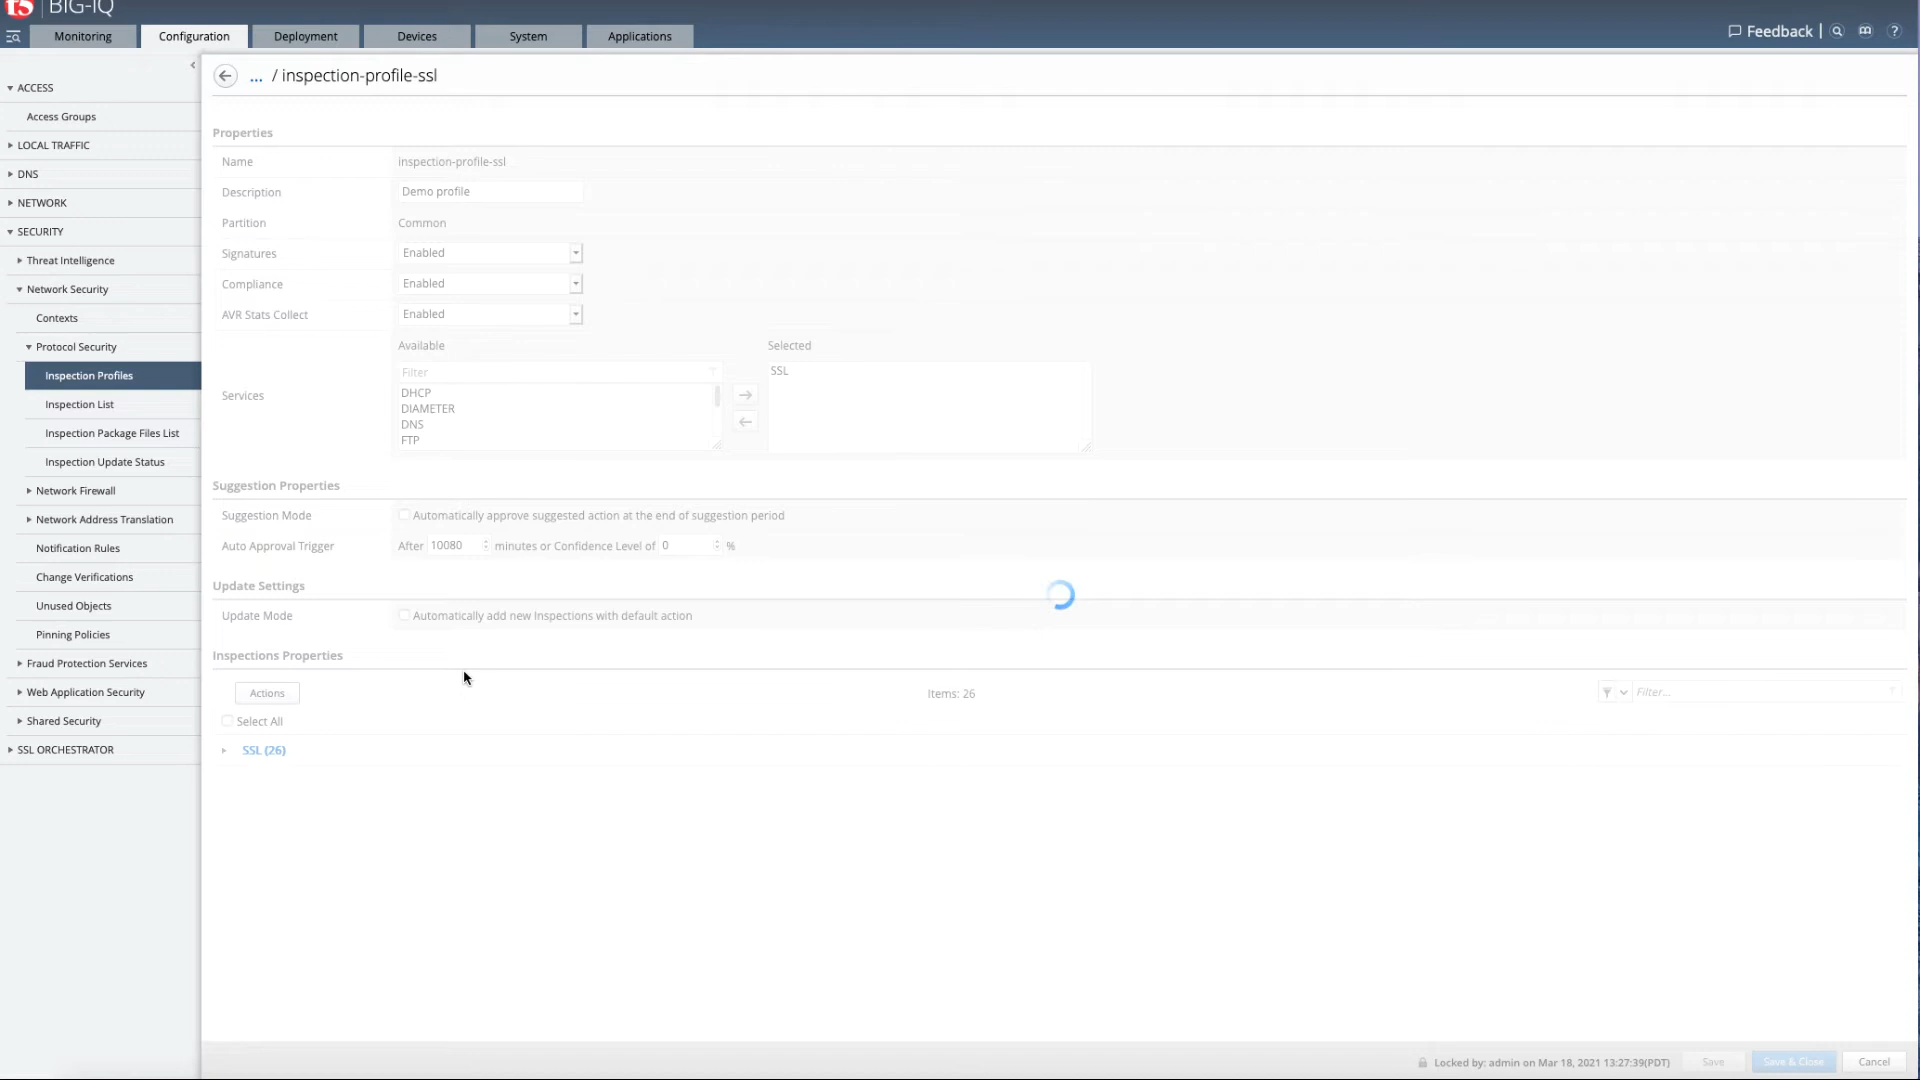 f5 BIG-IQ
Monitoring Configuration Deployment Devices System Applications
Feedback | ?
... / inspection-profile-ssl
ACCESS
Access Groups
LOCAL TRAFFIC
DNS
NETWORK
SECURITY
Threat Intelligence
Network Security
Contexts
Protocol Security
Inspection Profiles
Inspection List
Inspection Package Files List
Inspection Update Status
Network Firewall
Network Address Translation
Notification Rules
Change Verifications
Unused Objects
Pinning Policies
Fraud Protection Services
Web Application Security
Shared Security
SSL ORCHESTRATOR
Properties
Name inspection-profile-ssl
Description Demo profile
Partition Common
Signatures Enabled
Compliance Enabled
AVR Stats Collect Enabled
Available Selected
Filter SSL
Services
DHCP
DIAMETER
DNS
FTP
Suggestion Properties
Suggestion Mode Automatically approve suggested action at the end of suggestion period
Auto Approval Trigger After 10080 minutes or Confidence Level of 0 %
Update Settings
Update Mode Automatically add new Inspections with default action
Inspections Properties
Actions Items: 26 Filter...
Select All
SSL (26)
Locked by: admin on Mar 18, 2021 13:27:39(PDT) Save Save & Close Cancel